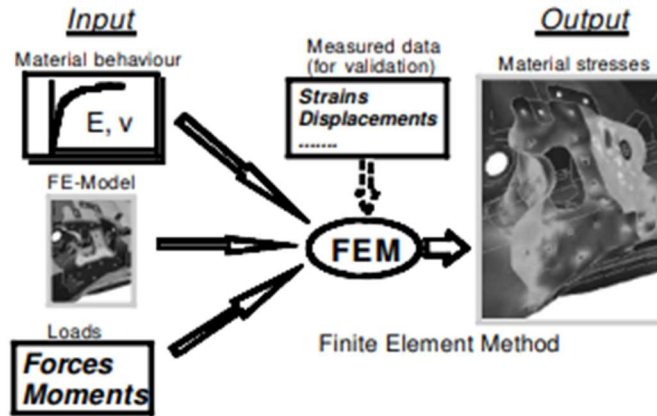 Input
Material behaviour
E, v
FE-Model
Loads
Forces
Moments
Measured data
(for validation)
Strains
Displacements
.......
FEM
Finite Element Method
Output
Material stresses